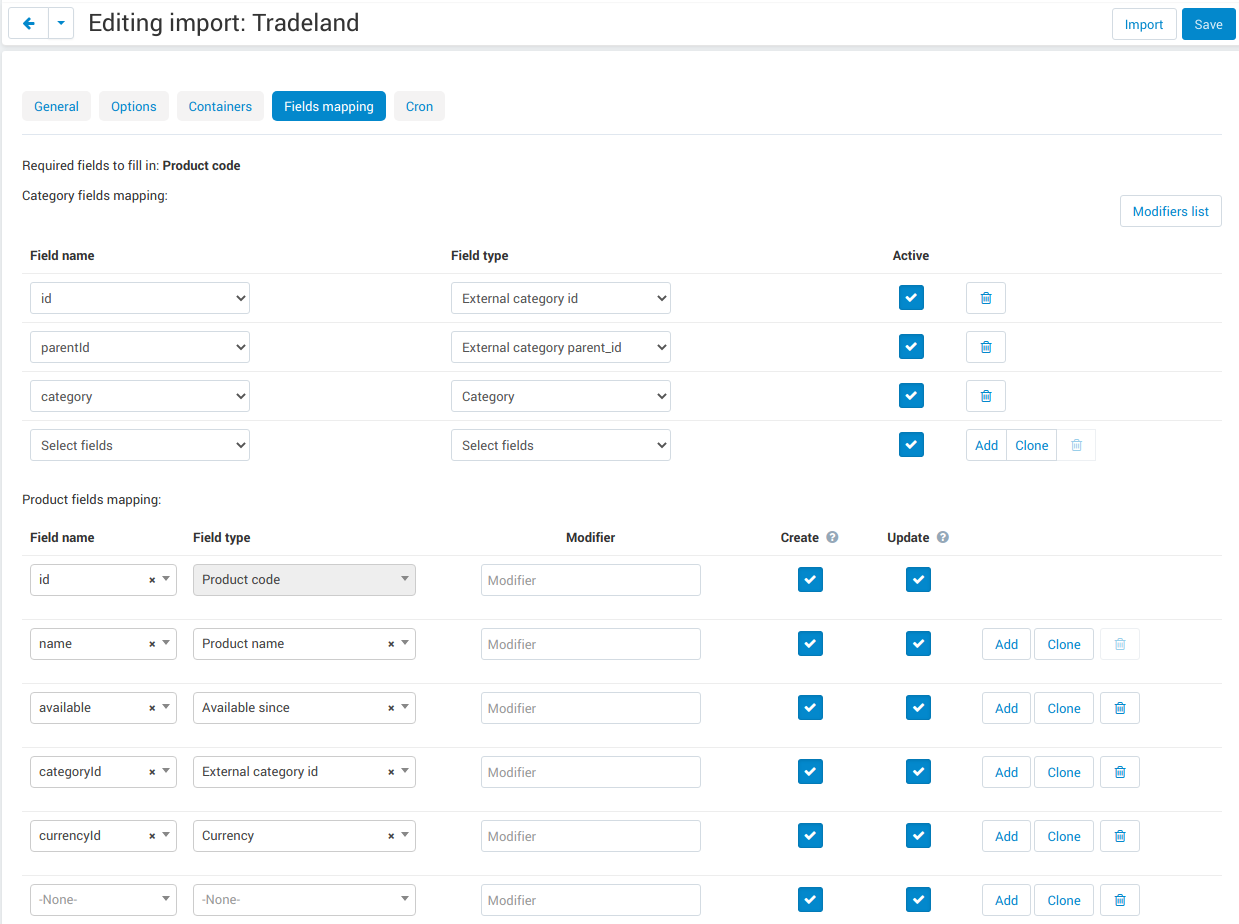 Editing import: Tradeland
Import Save
General Options Containers Fields mapping Cron
Required fields to fill in: Product code
Category fields mapping:
Modifiers list
Field name Field type Active
id External category id
parentId External category parent_id
category Category
Select fields Select fields Add Clone
Product fields mapping:
Field name Field type Modifier Create ? Update ?
id × Product code Modifier
name × Product name × Modifier Add Clone
available × Available since × Modifier Add Clone
categoryId × External category id × Modifier Add Clone
currencyId × Currency × Modifier Add Clone
-None- -None- Modifier Add Clone